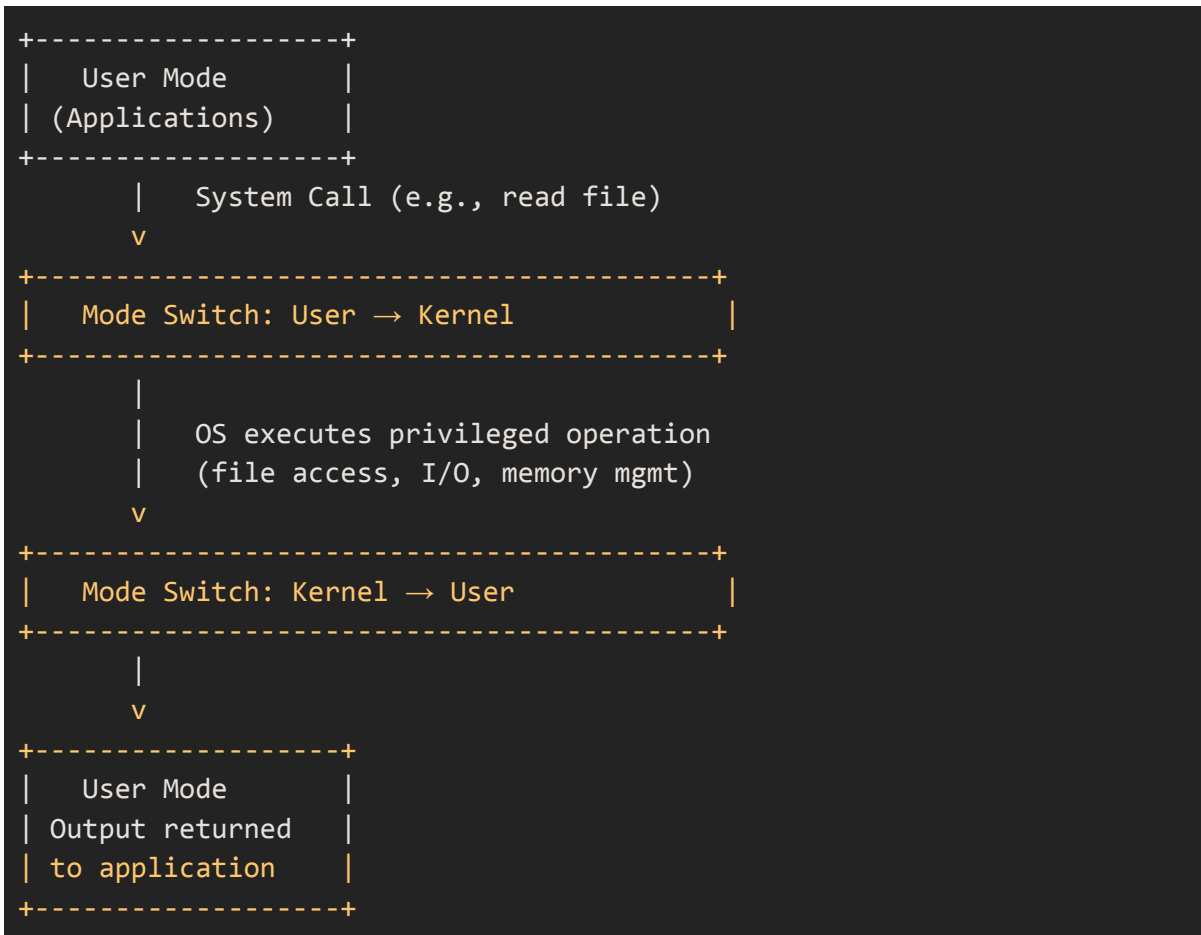 +-------------------+
|   User Mode       |
| (Applications)    |
+-------------------+
       |   System Call (e.g., read file)
       v
+------------------------------------------+
|   Mode Switch: User → Kernel             |
+------------------------------------------+
       |
       |   OS executes privileged operation
       |   (file access, I/O, memory mgmt)
       v
+------------------------------------------+
|   Mode Switch: Kernel → User             |
+------------------------------------------+
       |
       v
+-------------------+
|   User Mode       |
| Output returned   |
| to application    |
+-------------------+